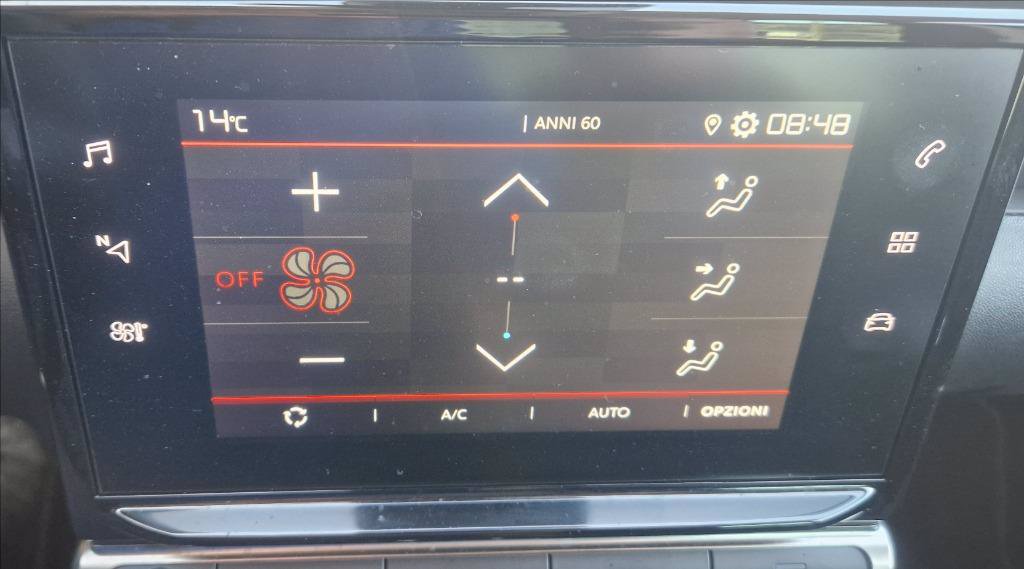 14°C | ANNI 60 08:48
N
OFF
--
| A/C | AUTO | OPZIONI